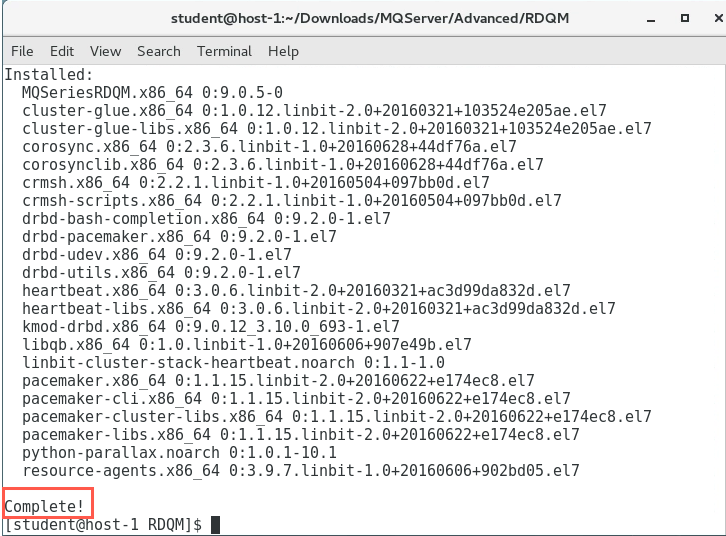 student@host-1:~/Downloads/MQServer/Advanced/RDQM
File Edit View Search Terminal Help
Installed:
MQSeriesRDQM.x86_64 0:9.0.5-0
cluster-glue.x86_64 0:1.0.12.linbit-2.0+20160321+103524e205ae.el7
cluster-glue-libs.x86_64 0:1.0.12.linbit-2.0+20160321+103524e205ae.el7
corosync.x86_64 0:2.3.6.linbit-1.0+20160628+44df76a.el7
corosynclib.x86_64 0:2.3.6.linbit-1.0+20160628+44df76a.el7
crmsh.x86_64 0:2.2.1.linbit-1.0+20160504+097bb0d.el7
crmsh-scripts.x86_64 0:2.2.1.linbit-1.0+20160504+097bb0d.el7
drbd-bash-completion.x86_64 0:9.2.0-1.el7
drbd-pacemaker.x86_64 0:9.2.0-1.el7
drbd-udev.x86_64 0:9.2.0-1.el7
drbd-utils.x86_64 0:9.2.0-1.el7
heartbeat.x86_64 0:3.0.6.linbit-2.0+20160321+ac3d99da832d.el7
heartbeat-libs.x86_64 0:3.0.6.linbit-2.0+20160321+ac3d99da832d.el7
kmod-drbd.x86_64 0:9.0.12_3.10.0_693-1.el7
libqb.x86_64 0:1.0.linbit-1.0+20160606+907e49b.el7
linbit-cluster-stack-heartbeat.noarch 0:1.1-1.0
pacemaker.x86_64 0:1.1.15.linbit-2.0+20160622+e174ec8.el7
pacemaker-cli.x86_64 0:1.1.15.linbit-2.0+20160622+e174ec8.el7
pacemaker-cluster-libs.x86_64 0:1.1.15.linbit-2.0+20160622+e174ec8.el7
pacemaker-libs.x86_64 0:1.1.15.linbit-2.0+20160622+e174ec8.el7
python-parallax.noarch 0:1.0.1-10.1
resource-agents.x86_64 0:3.9.7.linbit-1.0+20160606+902bd05.el7
Complete!
[student@host-1 RDQM]$